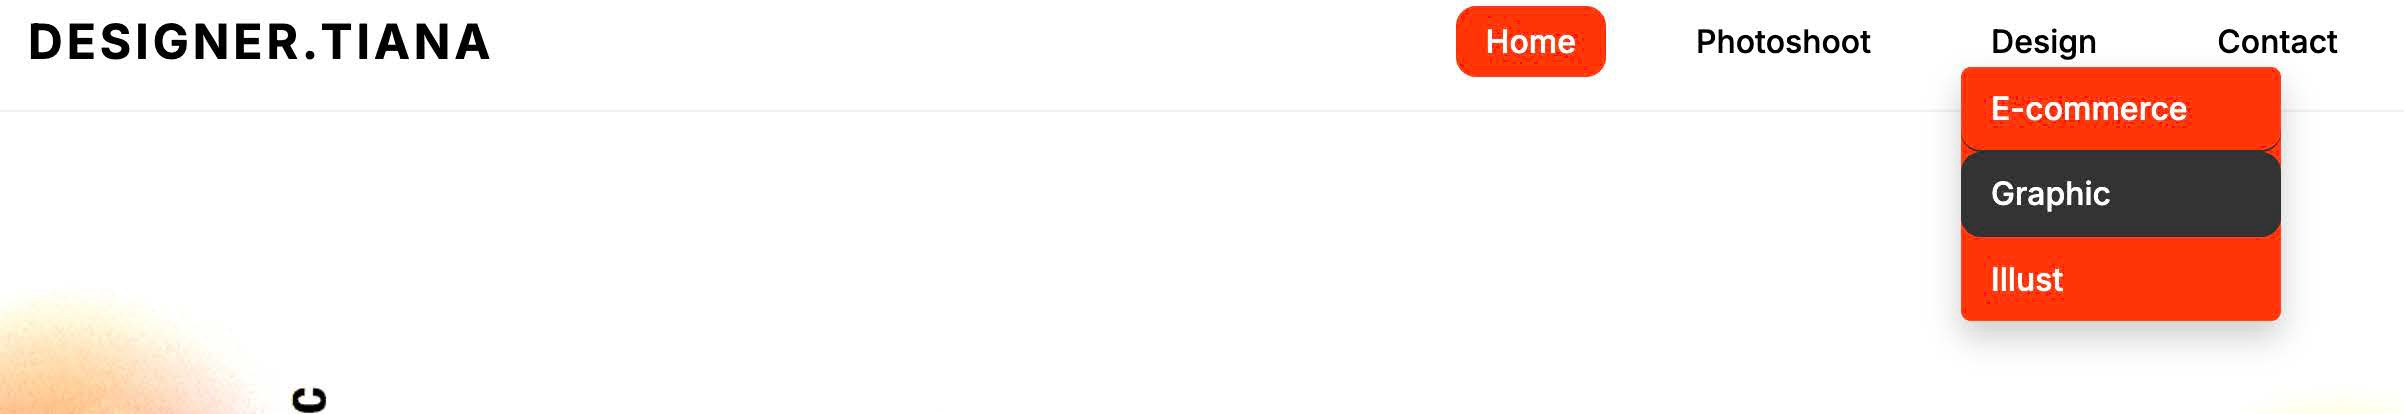 DESIGNER.TIANA
Home
Photoshoot
Design
Contact
E-commerce
Graphic
Illust
C